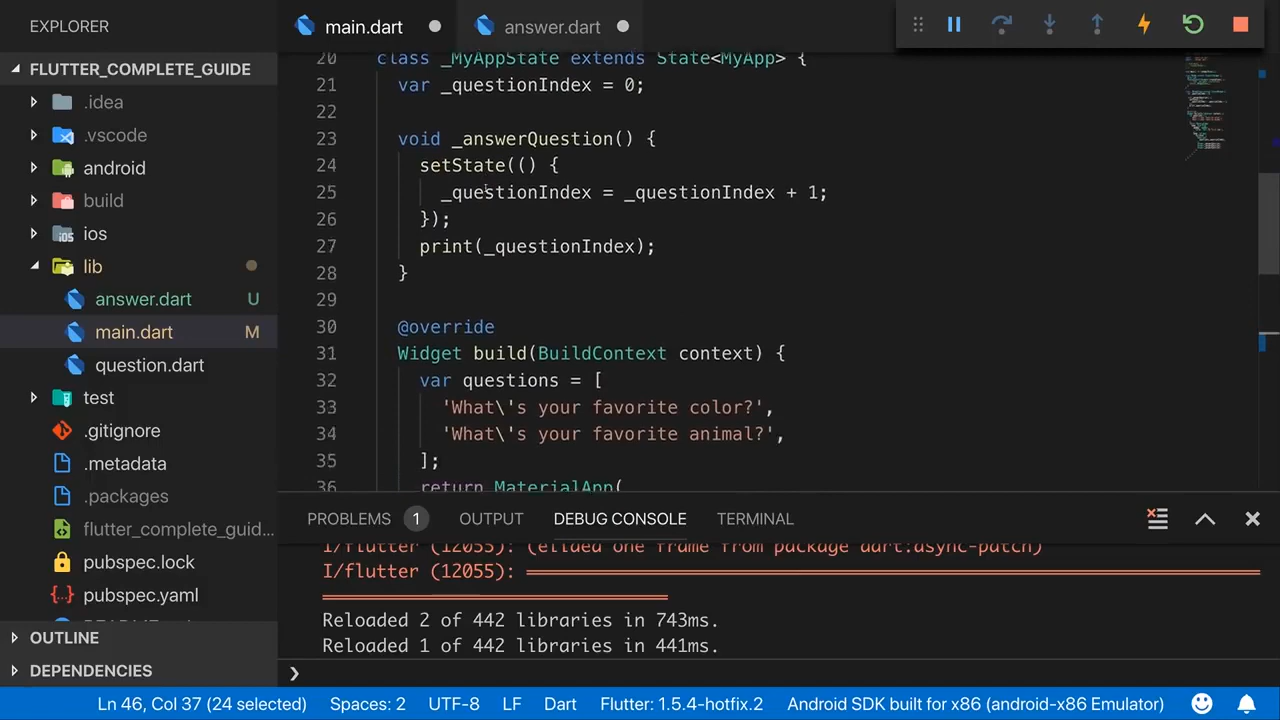 EXPLORER
main.dart
answer.dart
FLUTTER_COMPLETE_GUIDE
.idea
.vscode
android
build
ios
lib
answer.dart U
main.dart M
question.dart
test
.gitignore
.metadata
.packages
flutter_complete_guid...
pubspec.lock
pubspec.yaml
OUTLINE
DEPENDENCIES
20 class _MyAppState extends State<MyApp> {
21 var _questionIndex = 0;
22
23 void _answerQuestion() {
24 setState(() {
25 _questionIndex = _questionIndex + 1;
26 });
27 print(_questionIndex);
28 }
29
30 @override
31 Widget build(BuildContext context) {
32 var questions = [
33 'What\'s your favorite color?',
34 'What\'s your favorite animal?',
35 ];
36 return MaterialApp(
PROBLEMS 1 OUTPUT DEBUG CONSOLE TERMINAL
I/flutter (12055): (elided one frame from package dart:async-patch)
I/flutter (12055): ══════════════════════════════════════════════════════════════════════
════════════════════════════════
Reloaded 2 of 442 libraries in 743ms.
Reloaded 1 of 442 libraries in 441ms.
Ln 46, Col 37 (24 selected) Spaces: 2 UTF-8 LF Dart Flutter: 1.5.4-hotfix.2 Android SDK built for x86 (android-x86 Emulator)